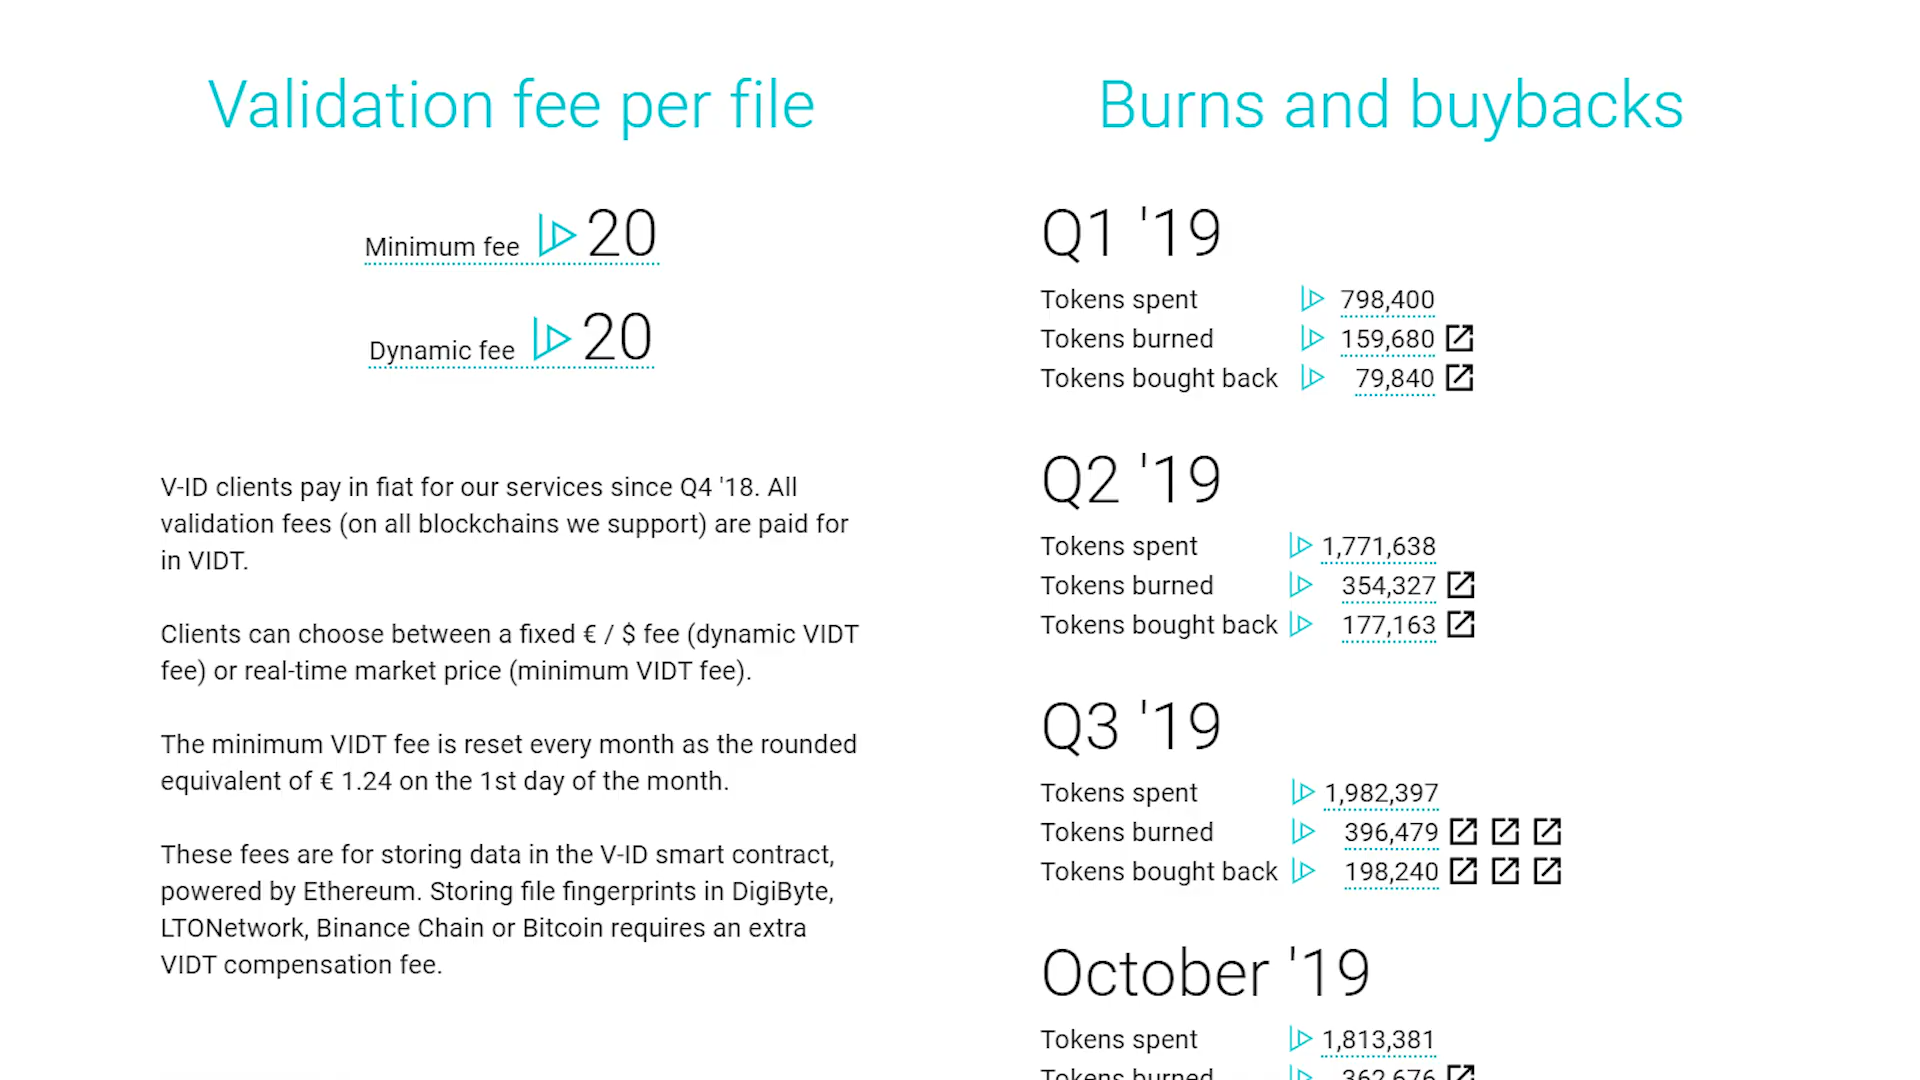 Validation fee per file
Minimum fee 20
Dynamic fee 20
V-ID clients pay in fiat for our services since Q4 '18. All
validation fees (on all blockchains we support) are paid for
in VIDT.
Clients can choose between a fixed € / $ fee (dynamic VIDT
fee) or real-time market price (minimum VIDT fee).
The minimum VIDT fee is reset every month as the rounded
equivalent of € 1.24 on the 1st day of the month.
These fees are for storing data in the V-ID smart contract,
powered by Ethereum. Storing file fingerprints in DigiByte,
LTONetwork, Binance Chain or Bitcoin requires an extra
VIDT compensation fee.
Burns and buybacks
Q1 '19
Tokens spent 798,400
Tokens burned 159,680
Tokens bought back 79,840
Q2 '19
Tokens spent 1,771,638
Tokens burned 354,327
Tokens bought back 177,163
Q3 '19
Tokens spent 1,982,397
Tokens burned 396,479
Tokens bought back 198,240
October '19
Tokens spent 1,813,381
Tokens burned 362,676